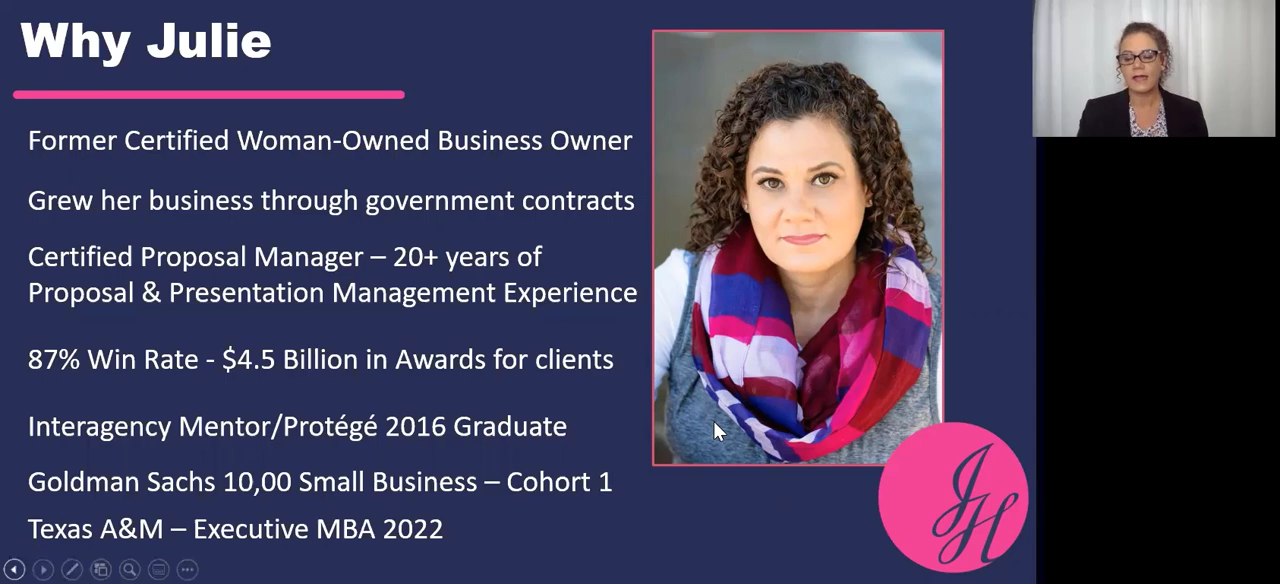 Why Julie
Former Certified Woman-Owned Business Owner
Grew her business through government contracts
Certified Proposal Manager – 20+ years of
Proposal & Presentation Management Experience
87% Win Rate - $4.5 Billion in Awards for clients
Interagency Mentor/Protégé 2016 Graduate
Goldman Sachs 10,00 Small Business – Cohort 1
Texas A&M – Executive MBA 2022
JH